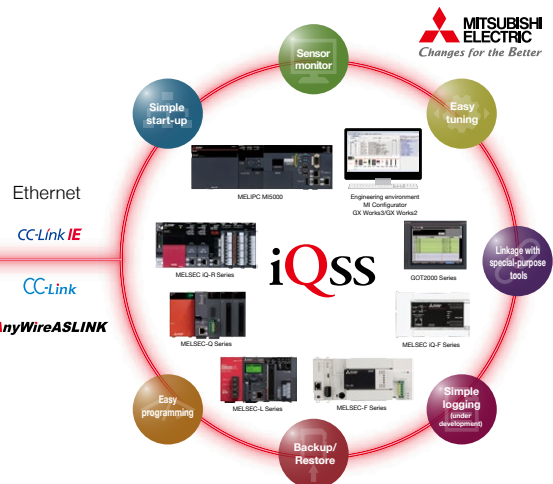 MITSUBISHI
ELECTRIC
Changes for the Better
Sensor
monitor
Simple
start-up
Easy
tuning
MELIPC MI5000
Engineering environment
MI Configurator
GX Works3/GX Works2
Ethernet
CC-Link IE
CC-Link
AnyWireASLINK
MELSEC iQ-R Series
iQss
GOT2000 Series
Linkage with
special-purpose
tools
MELSEC-Q Series
MELSEC iQ-F Series
MELSEC-L Series
MELSEC-F Series
Easy
programming
Simple
logging
(under
development)
Backup/
Restore